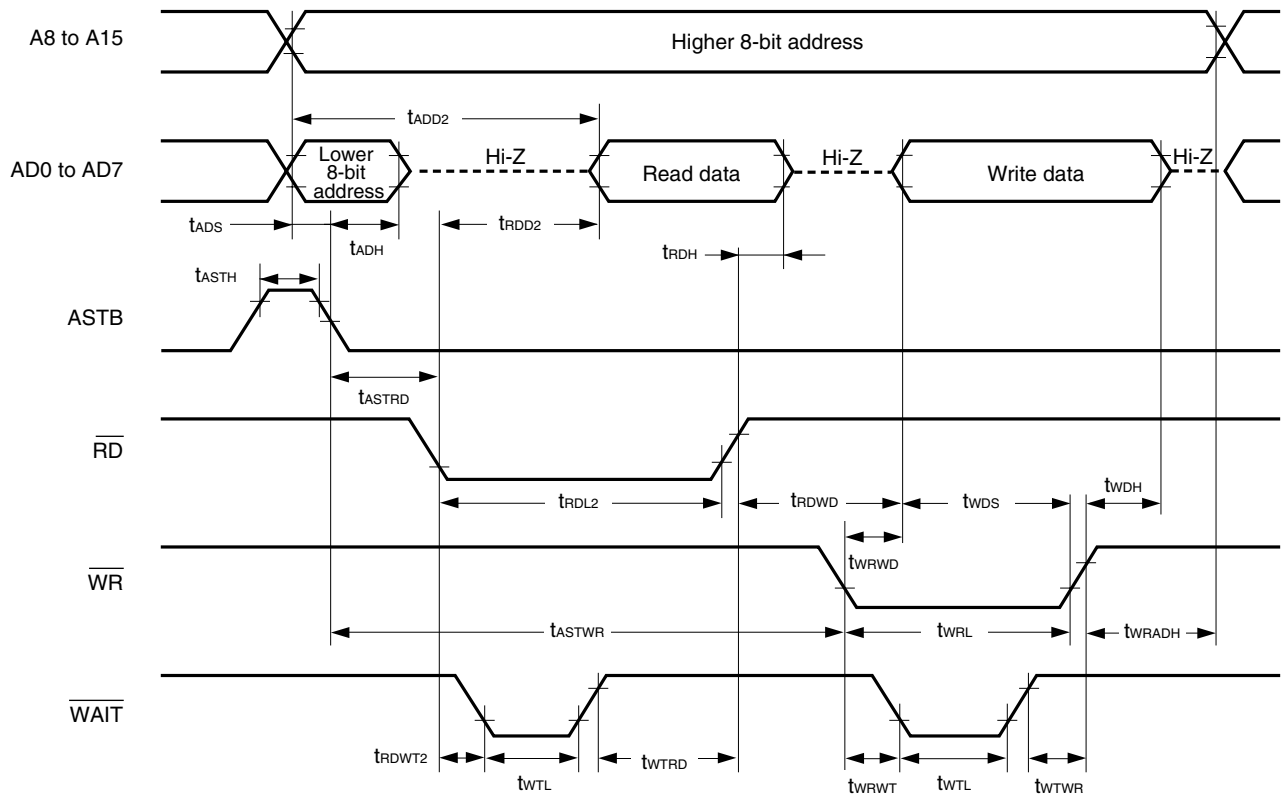 A8 to A15
Higher 8-bit address
tADD2
AD0 to AD7
Lower
8-bit
address
Hi-Z
Read data
Hi-Z
Write data
Hi-Z
tADS
tADH
tRDD2
tRDH
tASTH
ASTB
tASTRD
RD
tRDL2
tRDWD
tWDS
tWDH
tWRWD
WR
tASTWR
tWRL
tWRADH
WAIT
tRDWT2
tWTL
tWTRD
tWRWT
tWTL
tWTWR